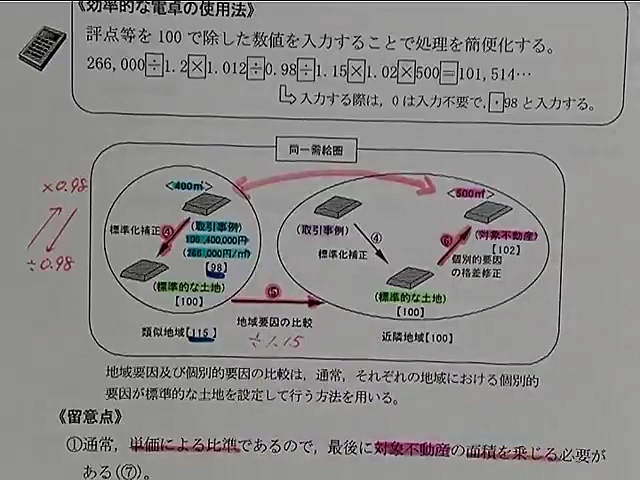 《効率的な電卓の使用法》
評点等を100で除した数値を入力することで処理を簡便化する。
266,000÷1.2×1.012÷0.98÷1.15×1.02×500=101,514…
入力する際は,0は入力不要で,・98と入力する。
同一需給圏
×0.98
÷0.98
<400㎡>
標準化補正
④
(取引事例)
100,400,000円
(266,000円/㎡)
【98】
(標準的な土地)
【100】
類似地域【115】
⑤
地域要因の比較
÷1.15
<500㎡>
(取引事例)
標準化補正
④
⑥
(対象不動産)
【102】
個別的要因
の格差修正
(標準的な土地)
【100】
近隣地域【100】
地域要因及び個別的要因の比較は,通常,それぞれの地域における個別的
要因が標準的な土地を設定して行う方法を用いる。
《留意点》
①通常,単価による比準であるので,最後に対象不動産の面積を乗じる必要が
ある(⑦)。